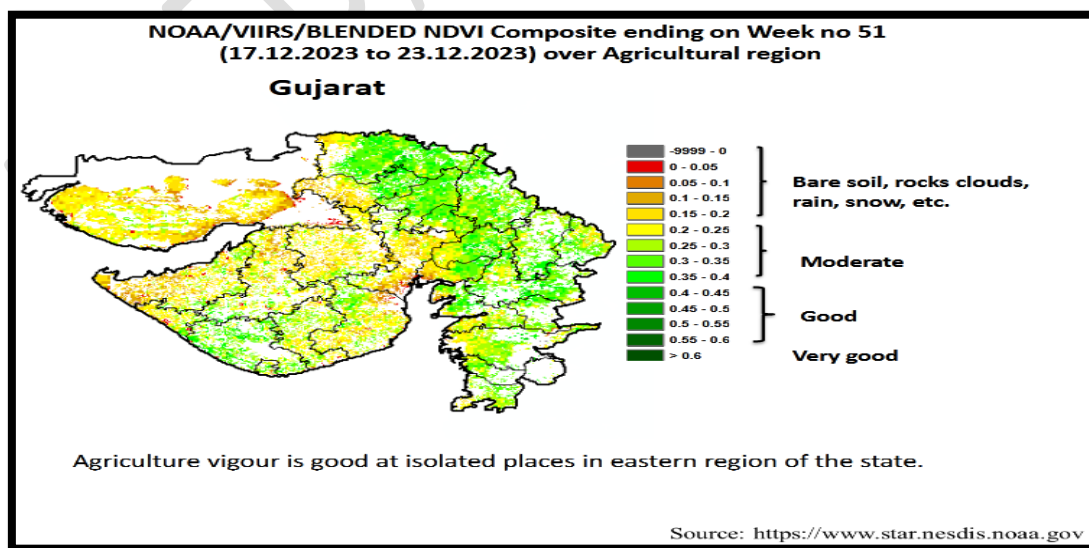 NOAA/VIIRS/BLENDED NDVI Composite ending on Week no 51
(17.12.2023 to 23.12.2023) over Agricultural region
Gujarat
-9999 - 0
0 - 0.05
0.05 - 0.1
0.1 - 0.15
0.15 - 0.2
0.2 - 0.25
0.25 - 0.3
0.3 - 0.35
0.35 - 0.4
0.4 - 0.45
0.45 - 0.5
0.5 - 0.55
0.55 - 0.6
> 0.6
Bare soil, rocks clouds,
rain, snow, etc.
Moderate
Good
Very good
Agriculture vigour is good at isolated places in eastern region of the state.
Source: https://www.star.nesdis.noaa.gov